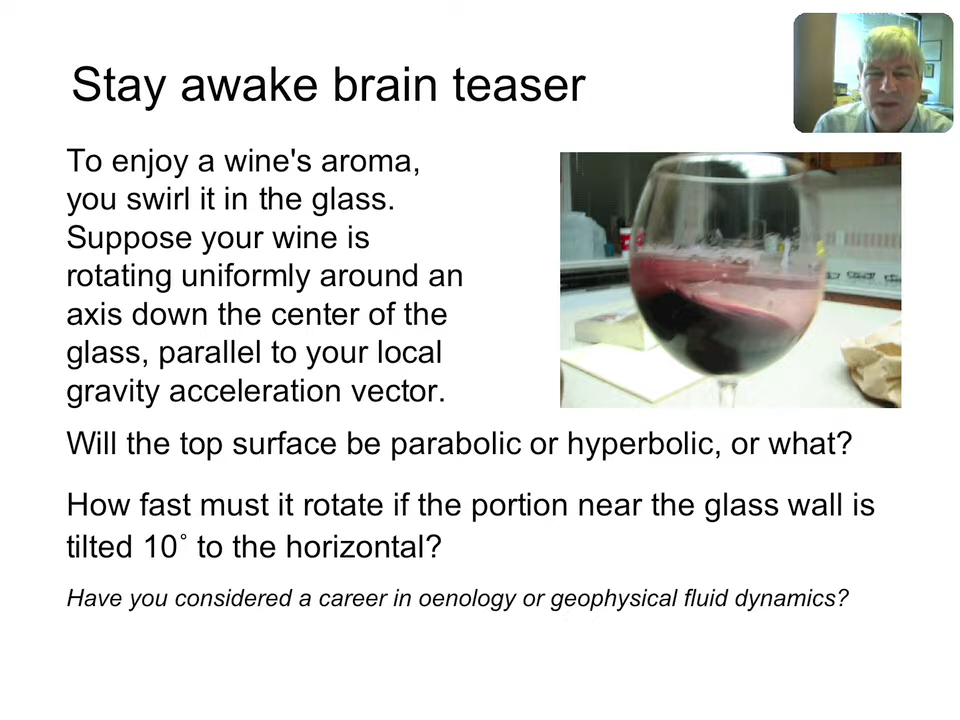 Stay awake brain teaser
To enjoy a wine's aroma,
you swirl it in the glass.
Suppose your wine is
rotating uniformly around an
axis down the center of the
glass, parallel to your local
gravity acceleration vector.
Will the top surface be parabolic or hyperbolic, or what?
How fast must it rotate if the portion near the glass wall is
tilted 10˚ to the horizontal?
Have you considered a career in oenology or geophysical fluid dynamics?